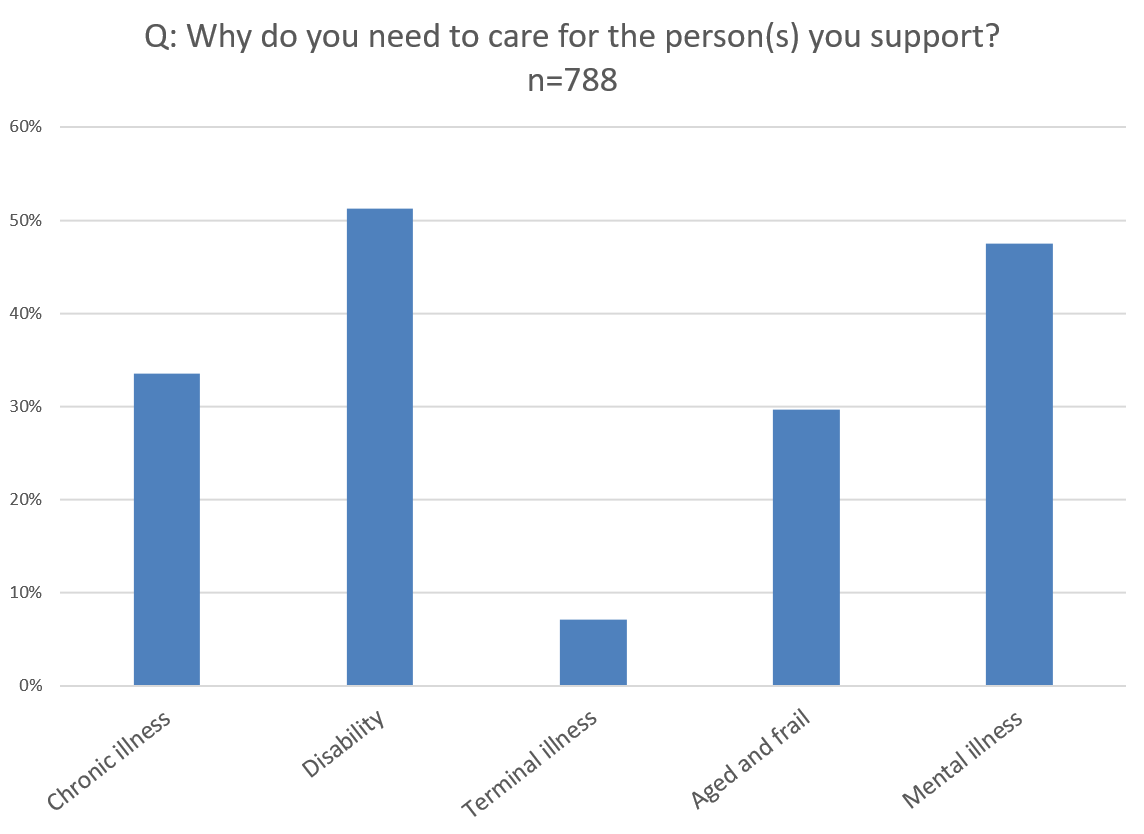 Q: Why do you need to care for the person(s) you support?
n=788
60%
50%
40%
30%
20%
10%
0%
Chronic illness
Disability
Terminal illness
Aged and frail
Mental illness